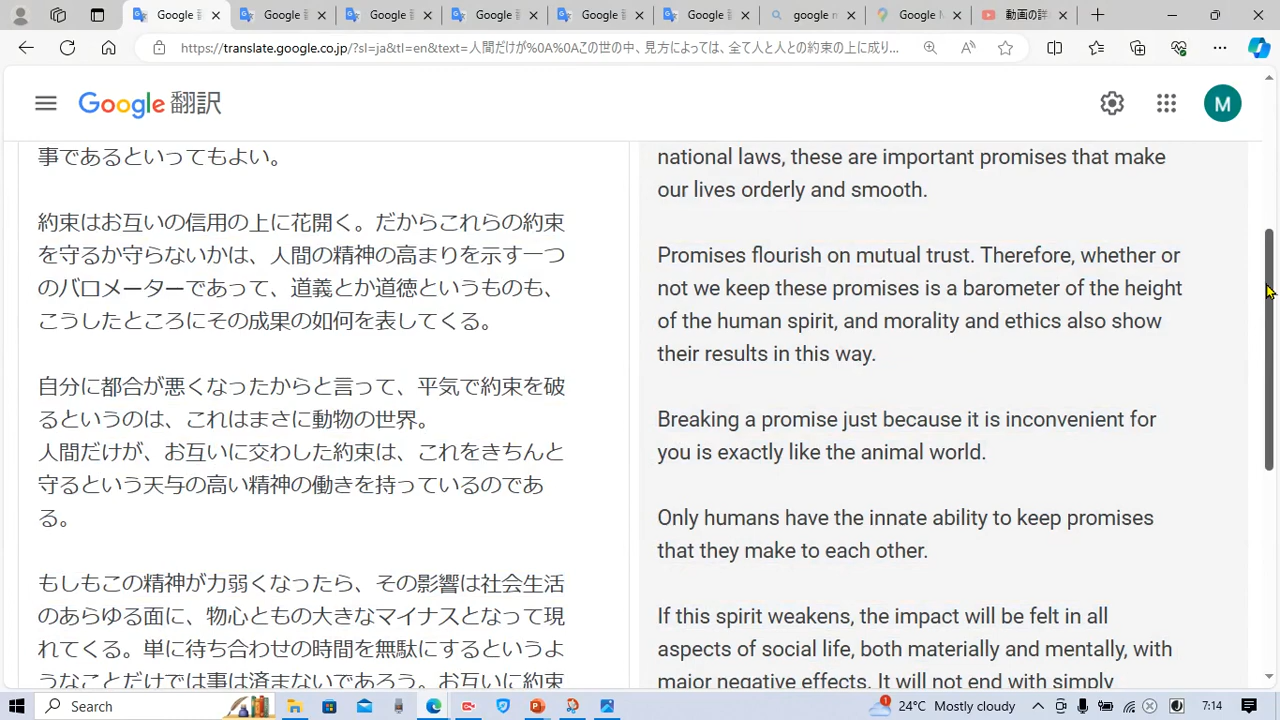 Google 翻
Google 翻
Google 翻
Google 翻
Google 翻
Google 翻
google m
Google M
動画の詳
https://translate.google.co.jp/?sl=ja&tl=en&text=人間だけが%0A%0Aこの世の中、見方によっては、全て人と人との約束の上に成り...
Google 翻訳
M
事であるといってもよい。
約束はお互いの信用の上に花開く。だからこれらの約束
を守るか守らないかは、人間の精神の高まりを示す一つ
のバロメーターであって、道義とか道徳というものも、
こうしたところにその成果の如何を表してくる。
自分に都合が悪くなったからと言って、平気で約束を破
るというのは、これはまさに動物の世界。
人間だけが、お互いに交わした約束は、これをきちんと
守るという天与の高い精神の働きを持っているのであ
る。
もしもこの精神が力弱くなったら、その影響は社会生活
のあらゆる面に、物心ともの大きなマイナスとなって現
れてくる。単に待ち合わせの時間を無駄にするというよ
うなことだけでは事は済まないであろう。お互いに約束
national laws, these are important promises that make
our lives orderly and smooth.
Promises flourish on mutual trust. Therefore, whether or
not we keep these promises is a barometer of the height
of the human spirit, and morality and ethics also show
their results in this way.
Breaking a promise just because it is inconvenient for
you is exactly like the animal world.
Only humans have the innate ability to keep promises
that they make to each other.
If this spirit weakens, the impact will be felt in all
aspects of social life, both materially and mentally, with
major negative effects. It will not end with simply
Search
1
24°C Mostly cloudy
7:14